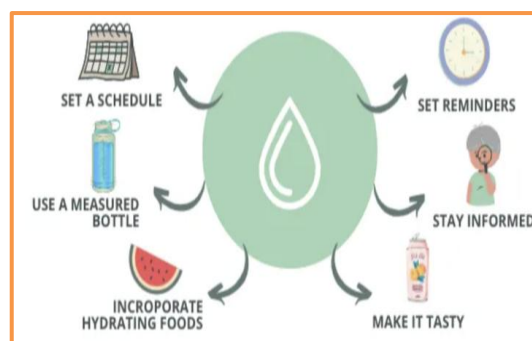 SET A SCHEDULE
SET REMINDERS
USE A MEASURED
BOTTLE
STAY INFORMED
INCROPORATE
HYDRATING FOODS
MAKE IT TASTY